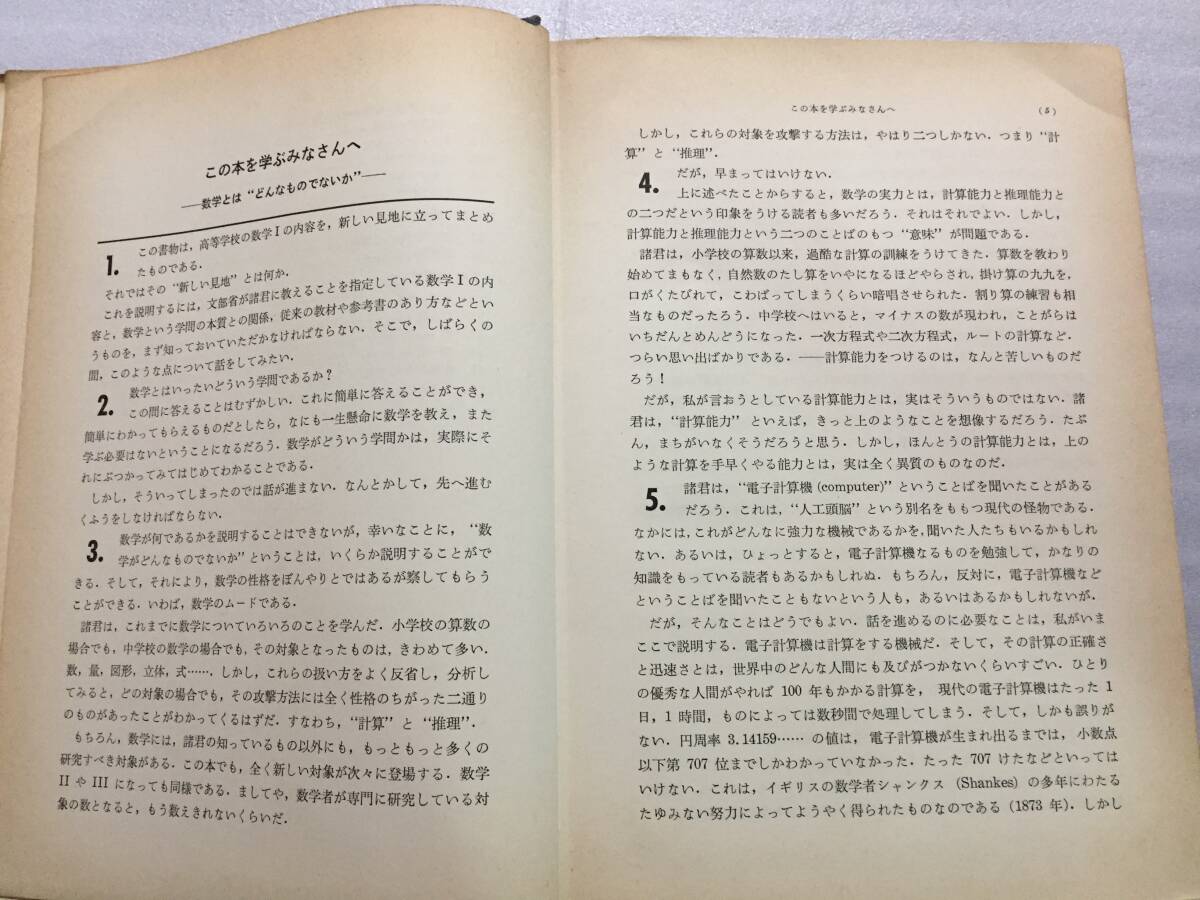 この本を学ぶみなさんへ
——数学とは“どんなものでないか”——
1. この書物は，高等学校の数学Iの内容を，新しい見地に立ってまとめ
たものである．
それではその“新しい見地”とは何か．
これを説明するには，文部省が諸君に教えることを指定している数学Iの内
容と，数学という学問の本質との関係，従来の教材や参考書のあり方などとい
うものを，まず知っておいていただかなければならない．そこで，しばらくの
間，このような点について話をしてみたい．
2. 数学とはいったいどういう学問であるか？
この問に答えることはむずかしい．これに簡単に答えることができ，
簡単にわかってもらえるものだとしたら，なにも一生懸命に数学を教え，また
学ぶ必要はないということになるだろう．数学がどういう学問かは，実際にそ
れにぶつかってみてはじめてわかることである．
しかし，そういってしまったのでは話が進まない．なんとかして，先へ進む
くふうをしなければならない．
3. 数学が何であるかを説明することはできないが，幸いなことに，“数
学がどんなものでないか”ということは，いくらか説明することがで
きる．そして，それにより，数学の性格をぼんやりとではあるが察してもらう
ことができる．いわば，数学のムードである．
諸君は，これまでに数学についていろいろのことを学んだ．小学校の算数の
場合でも，中学校の数学の場合でも，その対象となったものは，きわめて多い．
数，量，図形，立体，式……．しかし，これらの扱い方をよく反省し，分析し
てみると，どの対象の場合でも，その攻撃方法には全く性格のちがった二通り
のものがあったことがわかってくるはずだ．すなわち，“計算”と“推理”．
もちろん，数学には，諸君の知っているもの以外にも，もっともっと多くの
研究すべき対象がある．この本でも，全く新しい対象が次々に登場する．数学
II や III になっても同様である．ましてや，数学者が専門に研究している対
象の数となると，もう数えきれないくらいだ．
この本を学ぶみなさんへ (5)
しかし，これらの対象を攻撃する方法は，やはり二つしかない．つまり“計
算”と“推理”．
4. だが，早まってはいけない．
上に述べたことからすると，数学の実力とは，計算能力と推理能力と
の二つだという印象をうける読者も多いだろう．それはそれでよい．しかし，
計算能力と推理能力という二つのことばのもつ“意味”が問題である．
諸君は，小学校の算数以来，過酷な計算の訓練をうけてきた．算数を教わり
始めてまもなく，自然数のたし算をいやになるほどやらされ，掛け算の九九を，
口がくたびれて，こわばってしまうくらい暗唱させられた．割り算の練習も相
当なものだったろう．中学校へはいると，マイナスの数が現われ，ことがらは
いちだんとめんどうになった．一次方程式や二次方程式，ルートの計算など．
つらい思い出ばかりである．——計算能力をつけるのは，なんと苦しいものだ
ろう！
だが，私が言おうとしている計算能力とは，実はそういうものではない．諸
君は，“計算能力”といえば，きっと上のようなことを想像するだろう．たぶ
ん，まちがいなくそうだろうと思う．しかし，ほんとうの計算能力とは，上の
ような計算を手早くやる能力とは，実は全く異質のものなのだ．
5. 諸君は，“電子計算機 (computer)”ということばを聞いたことがある
だろう．これは，“人工頭脳”という別名をももつ現代の怪物である．
なかには，これがどんなに強力な機械であるかを，聞いた人たちもいるかもしれ
ない．あるいは，ひょっとすると，電子計算機なるものを勉強して，かなりの
知識をもっている読者もあるかもしれぬ．もちろん，反対に，電子計算機など
ということばを聞いたこともないという人も，あるいはあるかもしれないが．
だが，そんなことはどうでもよい．話を進めるのに必要なことは，私がいま
ここで説明する．電子計算機は計算をする機械だ．そして，その計算の正確さ
と迅速さとは，世界中のどんな人間にも及びがつかないくらいすごい．ひとり
の優秀な人間がやれば 100 年もかかる計算を，現代の電子計算機はたった 1
日，1 時間，ものによっては数秒間で処理してしまう．そして，しかも誤りが
ない．円周率 3.14159…… の値は，電子計算機が生まれ出るまでは，小数点
以下第 707 位までしかわかっていなかった．たった 707 けたなどといっては
いけない．これは，イギリスの数学者シャンクス (Shankes) の多年にわたる
たゆみない努力によってようやく得られたものなのである (1873 年)．しかし